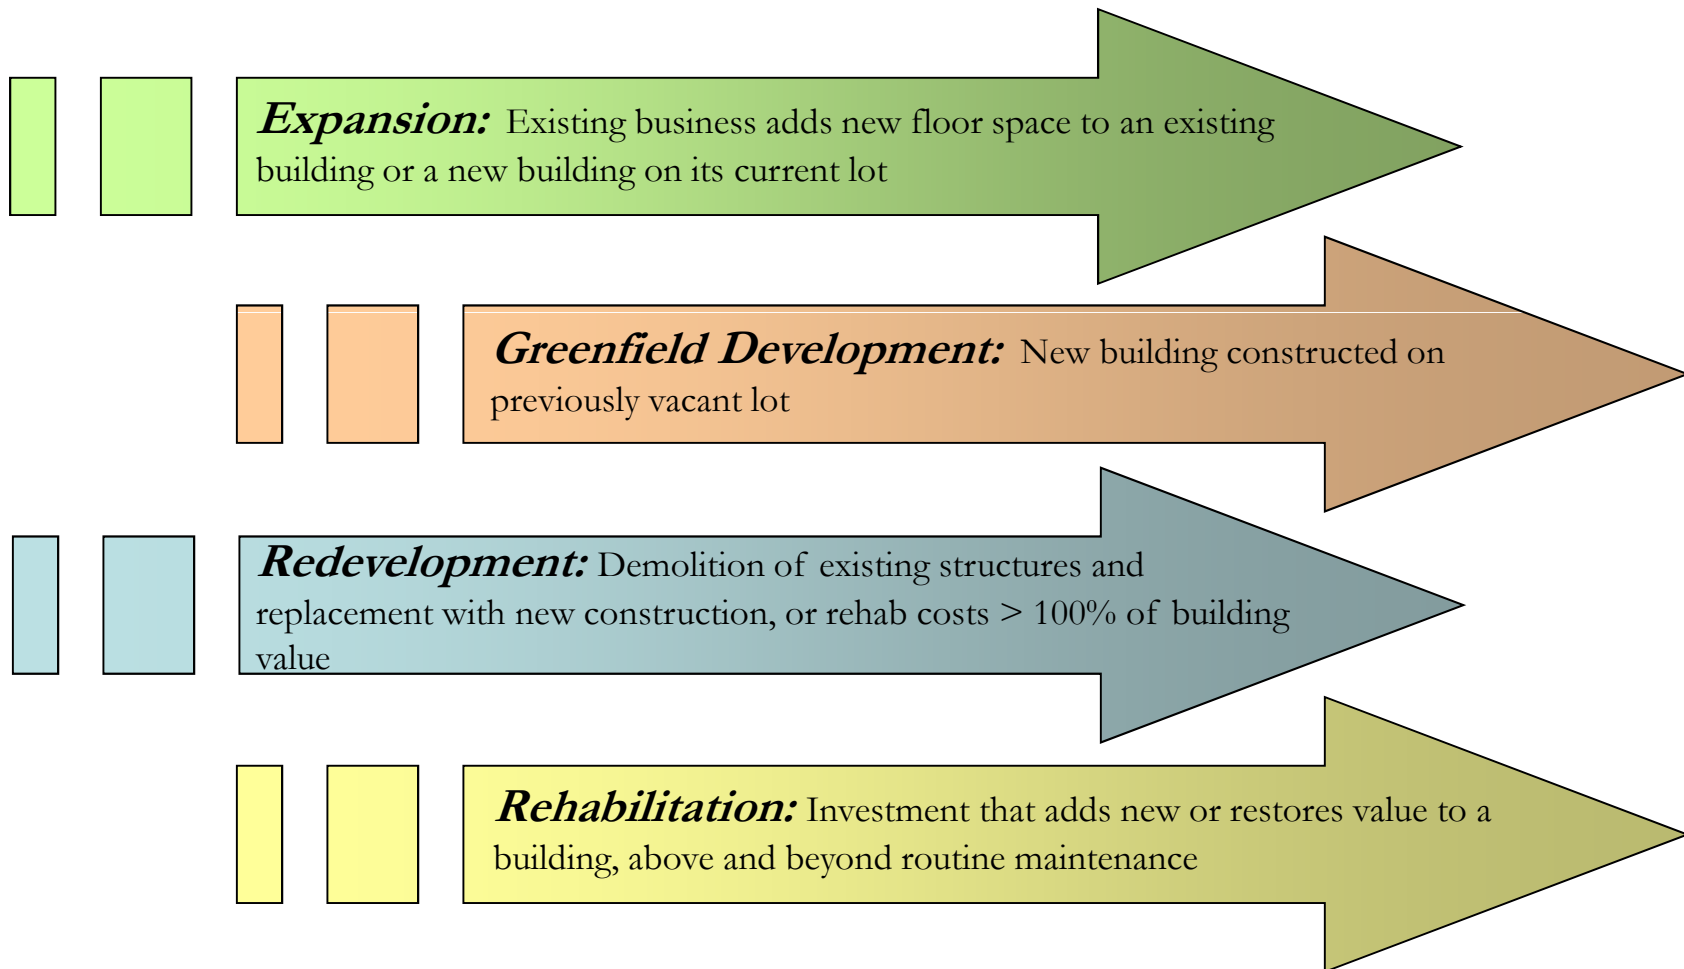 Expansion: Existing business adds new floor space to an existing
building or a new building on its current lot
Greenfield Development: New building constructed on
previously vacant lot
Redevelopment: Demolition of existing structures and
replacement with new construction, or rehab costs > 100% of building
value
Rehabilitation: Investment that adds new or restores value to a
building, above and beyond routine maintenance